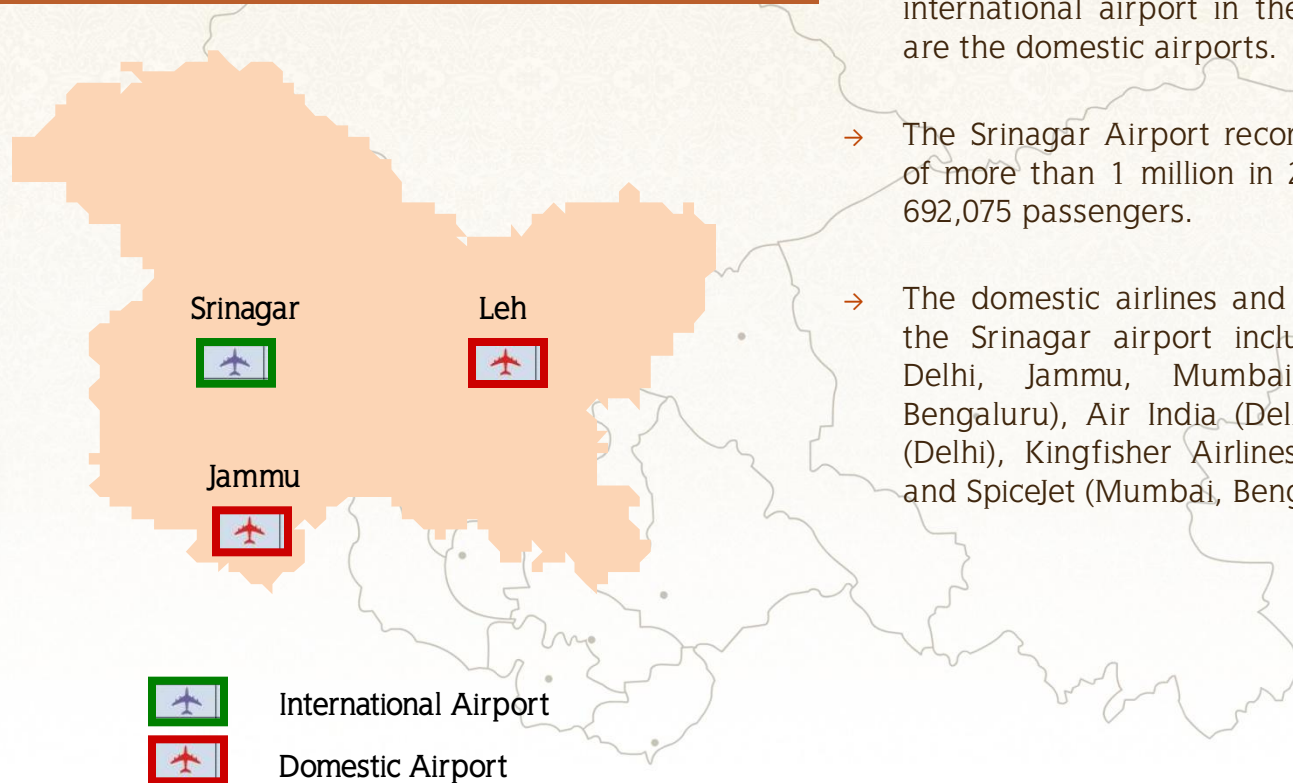 Srinagar
Leh
Jammu
International Airport
Domestic Airport
international airport in the
are the domestic airports.
→ The Srinagar Airport recor
of more than 1 million in
692,075 passengers.
→ The domestic airlines and
the Srinagar airport inclu
Delhi, Jammu, Mumbai
Bengaluru), Air India (Del
(Delhi), Kingfisher Airlines
and SpiceJet (Mumbai, Beng